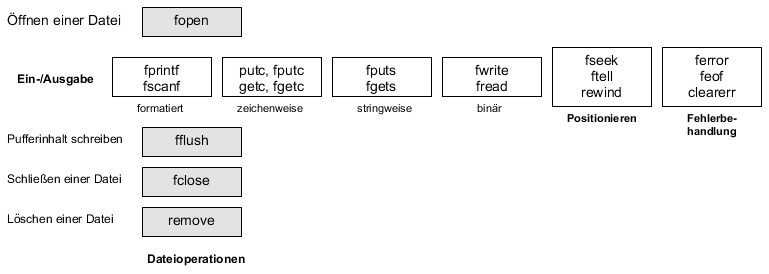 Öffnen einer Datei
fopen
Ein-/Ausgabe
fprintf
fscanf
formatiert
putc, fputc
getc, fgetc
zeichenweise
fputs
fgets
stringweise
fwrite
fread
binär
fseek
ftell
rewind
Positionieren
ferror
feof
clearerr
Fehlerbe-
handlung
Pufferinhalt schreiben
fflush
Schließen einer Datei
fclose
Löschen einer Datei
remove
Dateioperationen